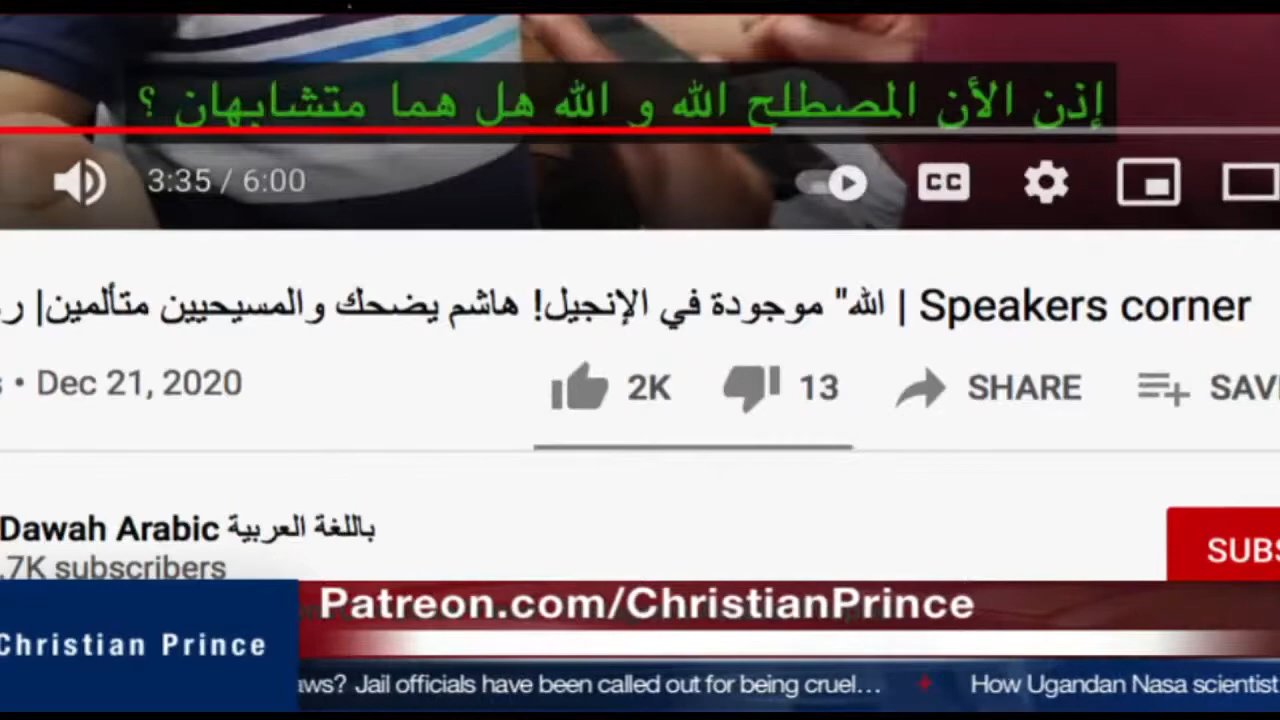 إذن الأن المصطلح الله و الله هل هما متشابهان ؟
3:35 / 6:00
CC
Speakers corner | الله" موجودة في الإنجيل! هاشم يضحك والمسيحيين متألمين|
• Dec 21, 2020
2K
13
SHARE
Dawah Arabic باللغة العربية
.7K subscribers
Patreon.com/ChristianPrince
Christian Prince
Jail officials have been called out for being cruel... How Ugandan Nasa scientist